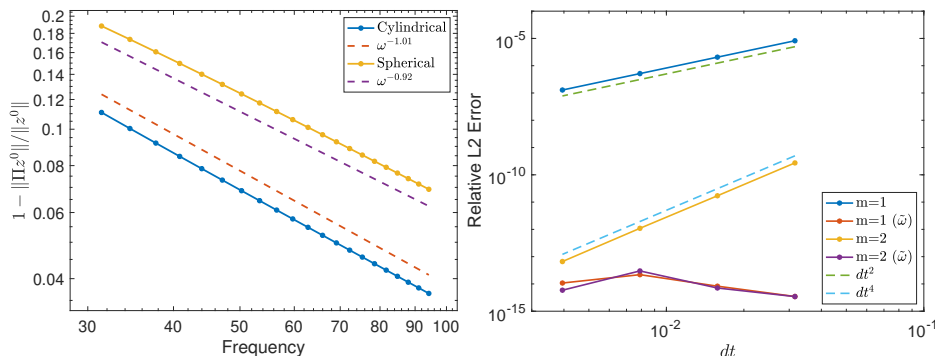 1 − ||Πz⁰||/||z⁰||
0.2
0.18
0.16
0.14
0.12
0.1
0.08
0.06
0.04
30
40
50
60
70
80
90
100
Frequency
Cylindrical
ω^{−1.01}
Spherical
ω^{−0.92}
Relative L2 Error
10^{-5}
10^{-10}
10^{-15}
10^{-2}
10^{-1}
dt
m=1
m=1 (ω̃)
m=2
m=2 (ω̃)
dt²
dt⁴